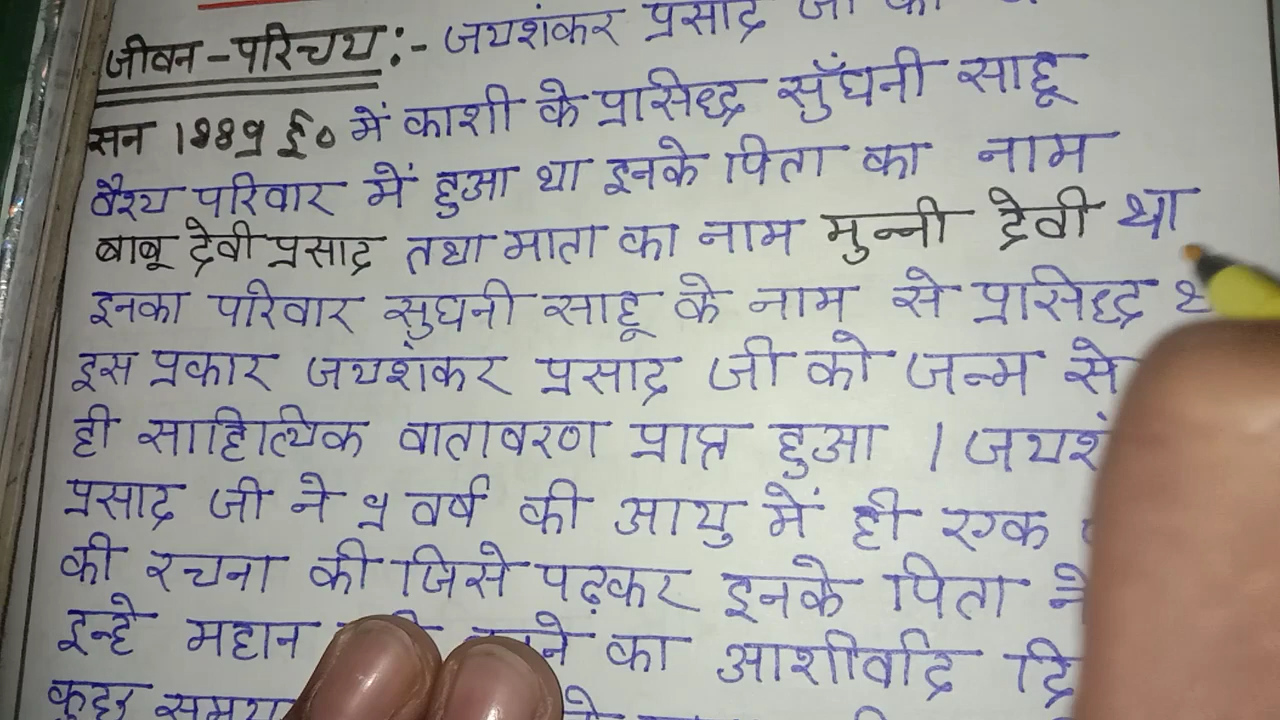 जीवन-परिचय:- जयशंकर प्रसाद जी का
सन 1889 ई० में काशी के प्रसिध्द सुँघनी साहू
वैश्य परिवार में हुआ था इनके पिता का नाम
बाबू देवी प्रसाद तथा माता का नाम मुन्नी देवी था
इनका परिवार सुघनी साहू के नाम से प्रसिध्द
इस प्रकार जयशंकर प्रसाद जी को जन्म से
ही साहित्यिक वातावरण प्राप्त हुआ । जयशं
प्रसाद जी ने 9 वर्ष की आयु में ही एक
की रचना की जिसे पढ़कर इनके पिता ने
इन्हे महान का आशीर्वाद दि
कुछ समय